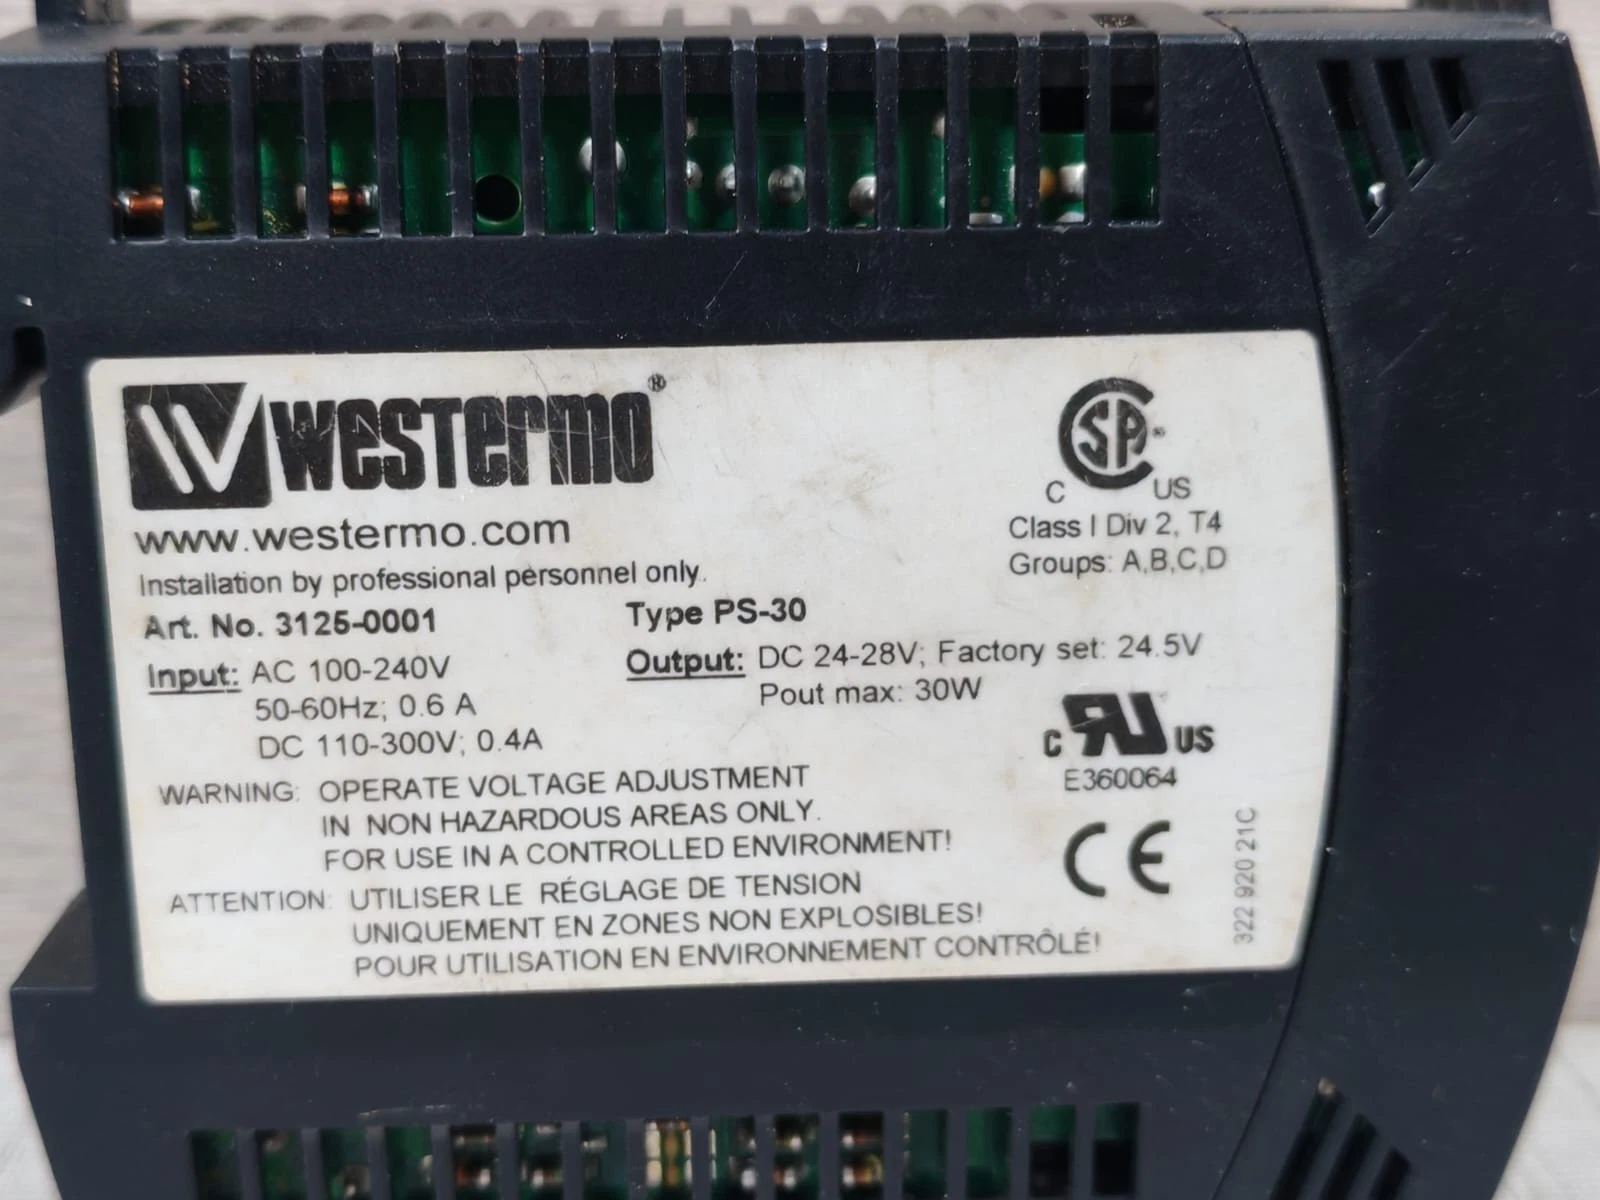 Westermo®
www.westermo.com
Installation by professional personnel only.
Art. No. 3125-0001
Type PS-30
Input: AC 100-240V
50-60Hz; 0.6 A
DC 110-300V; 0.4A
Output: DC 24-28V; Factory set: 24.5V
Pout max: 30W
WARNING: OPERATE VOLTAGE ADJUSTMENT
IN NON HAZARDOUS AREAS ONLY.
FOR USE IN A CONTROLLED ENVIRONMENT!
ATTENTION: UTILISER LE RÉGLAGE DE TENSION
UNIQUEMENT EN ZONES NON EXPLOSIBLES!
POUR UTILISATION EN ENVIRONNEMENT CONTRÔLÉ!
CSA®
C US
Class I Div 2, T4
Groups: A,B,C,D
c RU US
E360064
CE
322 920 21C